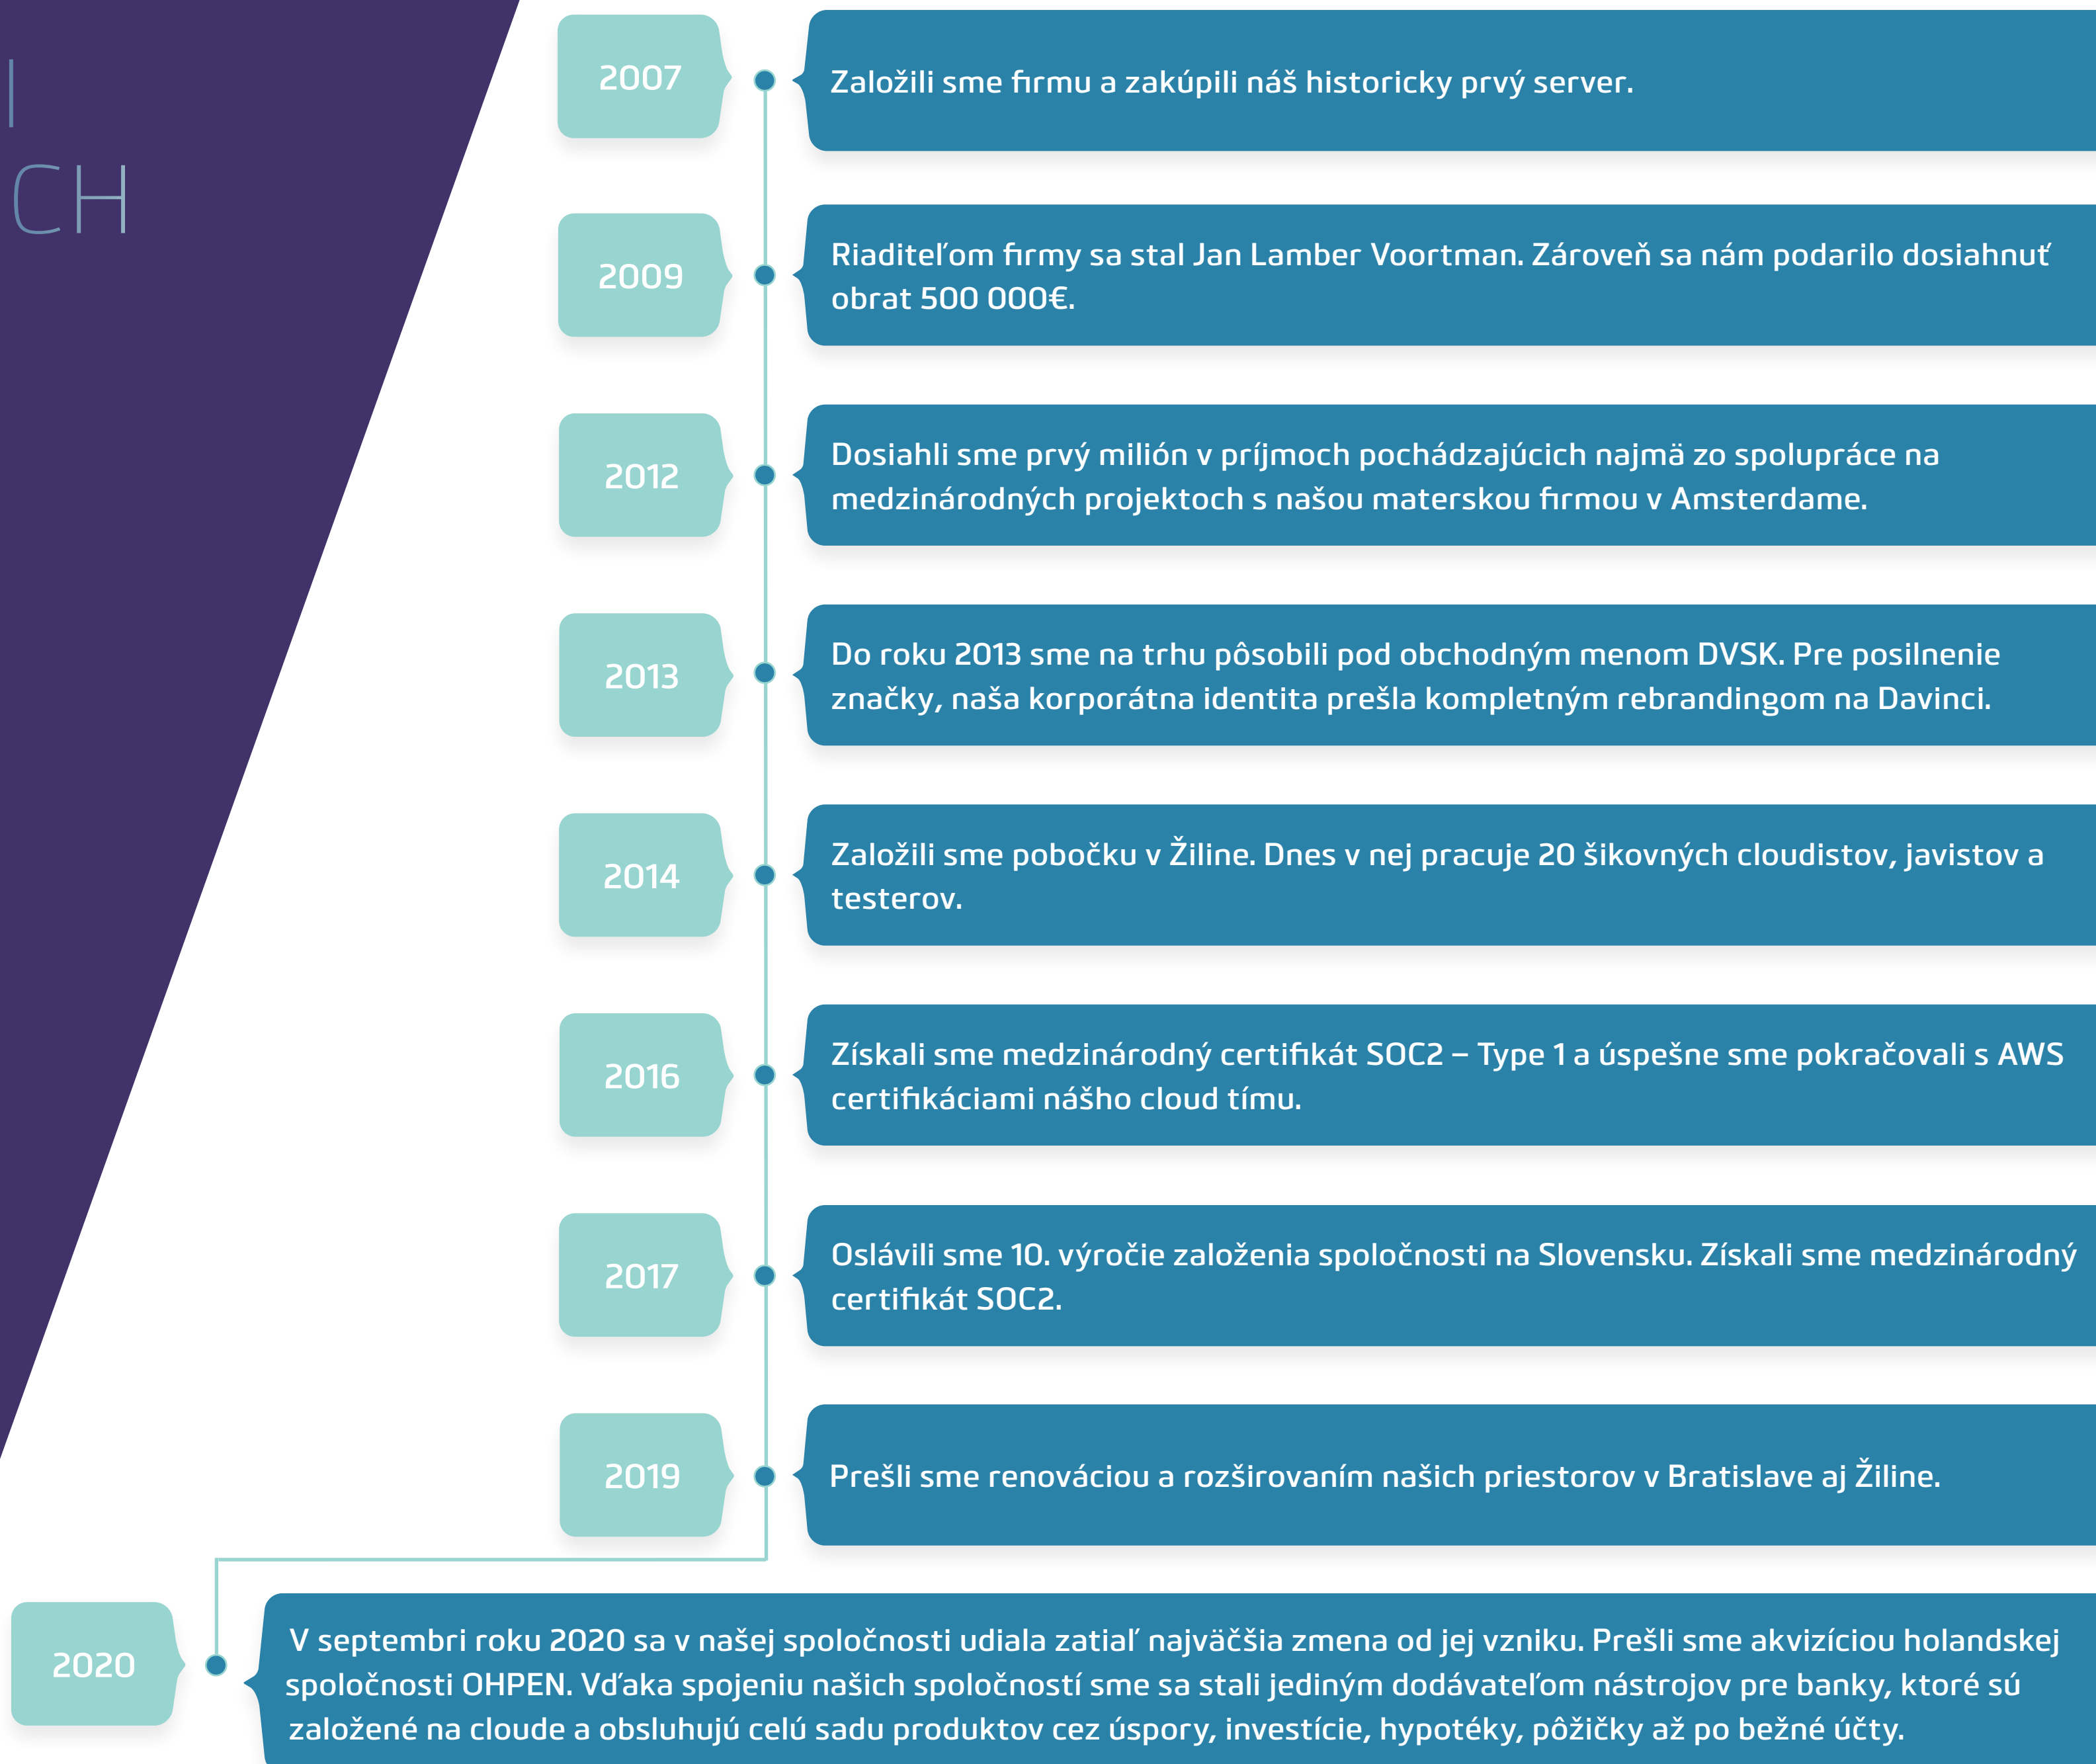 I
CH
2007
Založili sme firmu a zakúpili náš historicky prvý server.
2009
Riaditeľom firmy sa stal Jan Lamber Voortman. Zároveň sa nám podarilo dosiahnuť
obrat 500 000€.
2012
Dosiahli sme prvý milión v príjmoch pochádzajúcich najmä zo spolupráce na
medzinárodných projektoch s našou materskou firmou v Amsterdame.
2013
Do roku 2013 sme na trhu pôsobili pod obchodným menom DVSK. Pre posilnenie
značky, naša korporátna identita prešla kompletným rebrandingom na Davinci.
2014
Založili sme pobočku v Žiline. Dnes v nej pracuje 20 šikovných cloudistov, javistov a
testerov.
2016
Získali sme medzinárodný certifikát SOC2 – Type 1 a úspešne sme pokračovali s AWS
certifikáciami nášho cloud tímu.
2017
Oslávili sme 10. výročie založenia spoločnosti na Slovensku. Získali sme medzinárodný
certifikát SOC2.
2019
Prešli sme renováciou a rozširovaním našich priestorov v Bratislave aj Žiline.
2020
V septembri roku 2020 sa v našej spoločnosti udiala zatiaľ najväčšia zmena od jej vzniku. Prešli sme akvizíciou holandskej
spoločnosti OHPEN. Vďaka spojeniu našich spoločností sme sa stali jediným dodávateľom nástrojov pre banky, ktoré sú
založené na cloude a obsluhujú celú sadu produktov cez úspory, investície, hypotéky, pôžičky až po bežné účty.